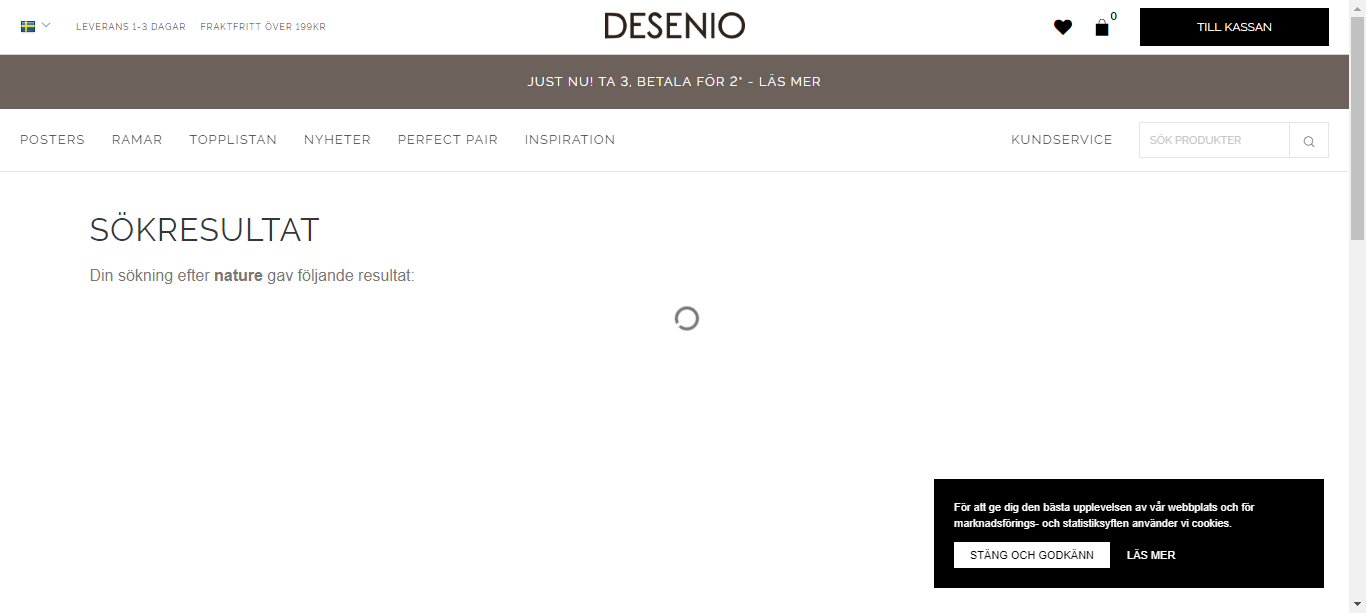 LEVERANS 1-3 DAGAR FRAKTFRITT ÖVER 199KR
DESENIO
0
TILL KASSAN
JUST NU! TA 3, BETALA FÖR 2* - LÄS MER
POSTERS RAMAR TOPPLISTAN NYHETER PERFECT PAIR INSPIRATION KUNDSERVICE SÖK PRODUKTER
SÖKRESULTAT
Din sökning efter nature gav följande resultat:
För att ge dig den bästa upplevelsen av vår webbplats och för
marknadsförings- och statistiksyften använder vi cookies.
STÄNG OCH GODKÄNN LÄS MER